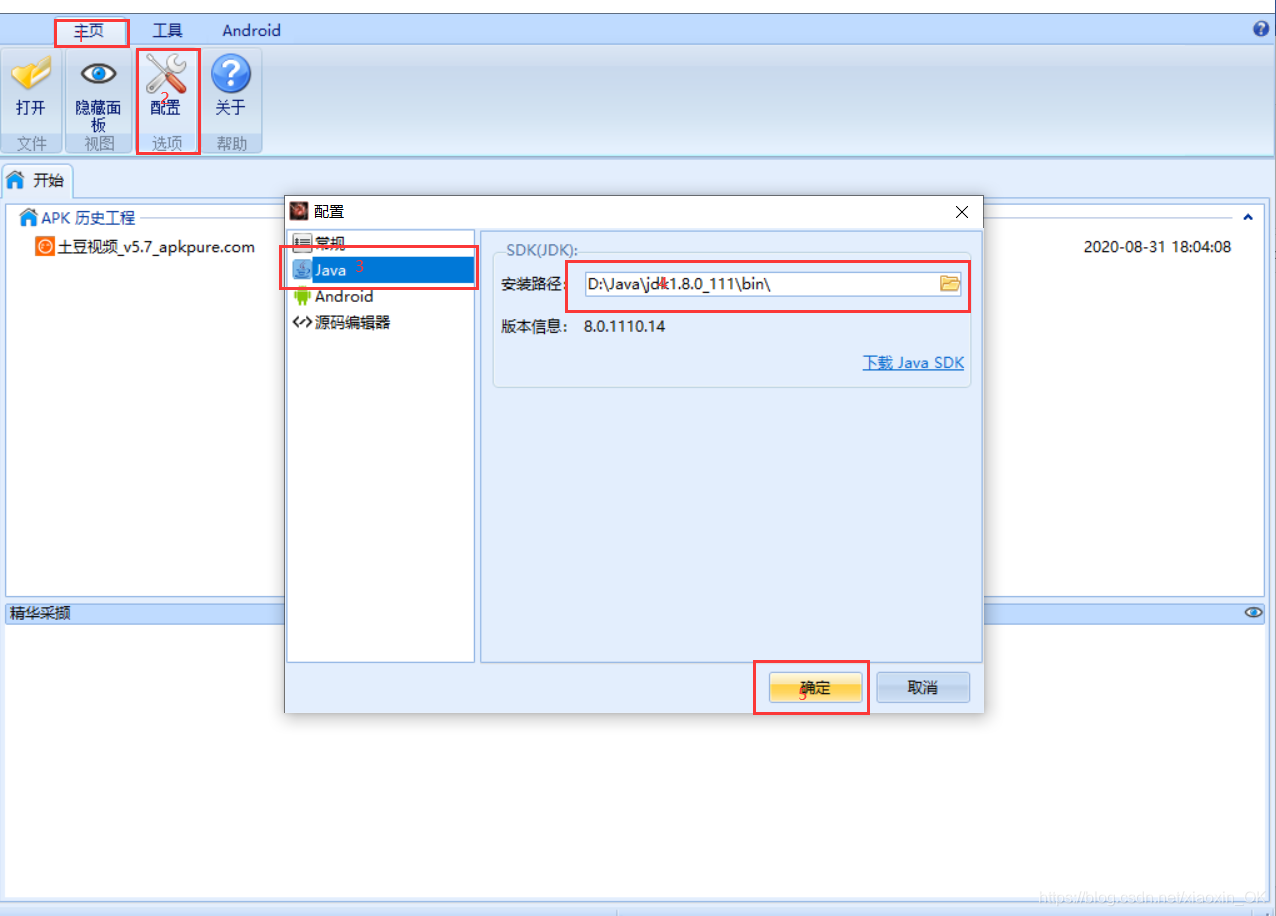 主页
1
工具
Android
打开
隐藏面
板
配置
2
关于
文件
视图
选项
帮助
开始
APK 历史工程
土豆视频_v5.7_apkpure.com
2020-08-31 18:04:08
配置
常规
Java
3
Android
源码编辑器
SDK(JDK):
安装路径:
D:\Java\jdk1.8.0_111\bin\
4
版本信息:
8.0.1110.14
下载 Java SDK
精华采撷
确定
5
取消
https://blog.csdn.net/xiaoxin_OK